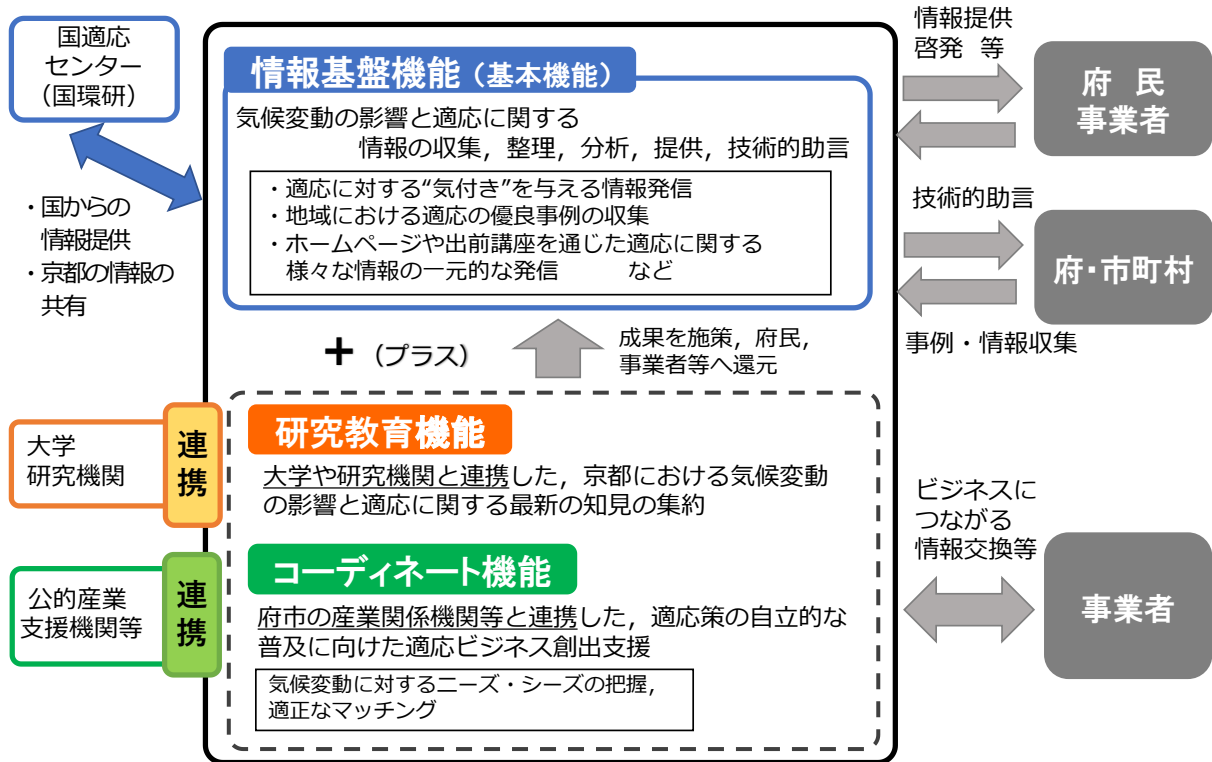 国適応
センター
（国環研）
・国からの
情報提供
・京都の情報の
共有
情報基盤機能（基本機能）
気候変動の影響と適応に関する
情報の収集，整理，分析，提供，技術的助言
・適応に対する“気付き”を与える情報発信
・地域における適応の優良事例の収集
・ホームページや出前講座を通じた適応に関する
様々な情報の一元的な発信　　　など
＋（プラス）
成果を施策，府民，
事業者等へ還元
大学
研究機関
連携
研究教育機能
大学や研究機関と連携した，京都における気候変動
の影響と適応に関する最新の知見の集約
公的産業
支援機関等
連携
コーディネート機能
府市の産業関係機関等と連携した，適応策の自立的な
普及に向けた適応ビジネス創出支援
気候変動に対するニーズ・シーズの把握，
適正なマッチング
情報提供
啓発　等
府　民
事業者
技術的助言
府・市町村
事例・情報収集
ビジネスに
つながる
情報交換等
事業者